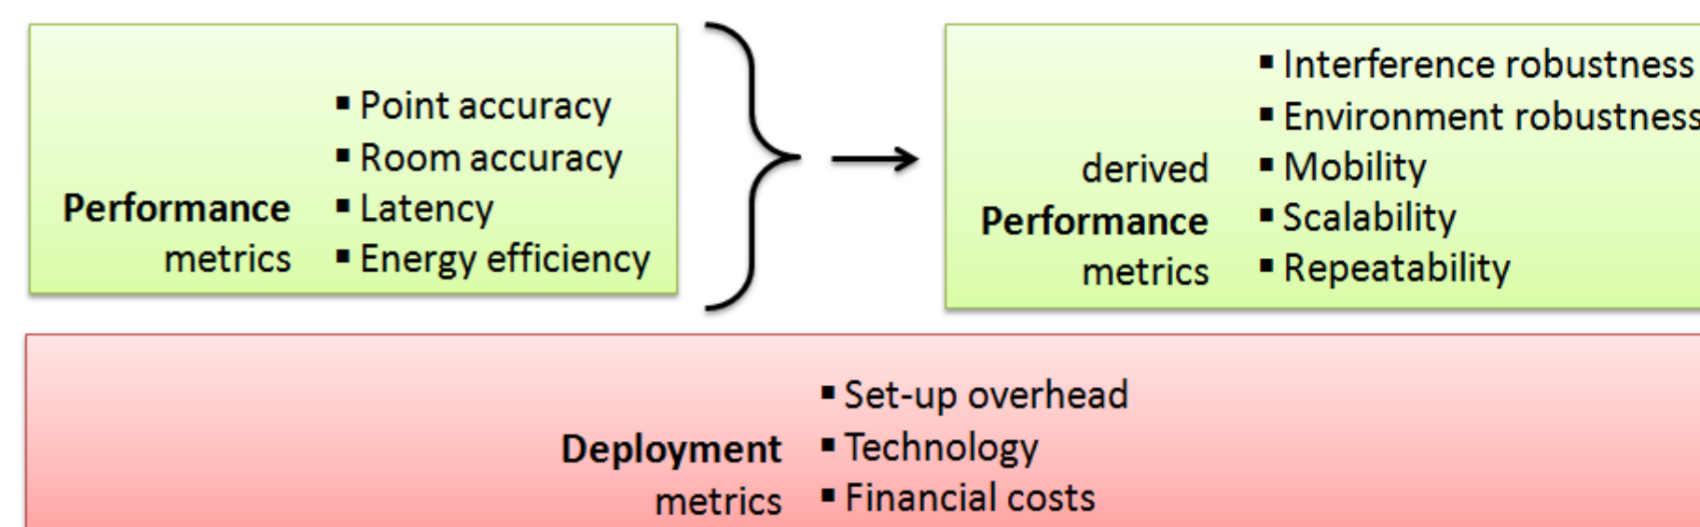 Point accuracy
Room accuracy
Performance
Latency
metrics
Energy efficiency
Interference robustness
Environment robustness
derived
Mobility
Performance
Scalability
metrics
Repeatability
Set-up overhead
Deployment
Technology
metrics
Financial costs